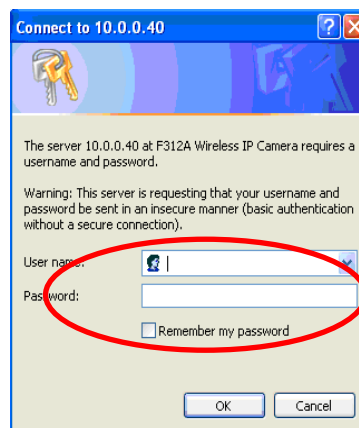 Connect to 10.0.0.40
The server 10.0.0.40 at F312A Wireless IP Camera requires a
username and password.
Warning: This server is requesting that your username and
password be sent in an insecure manner (basic authentication
without a secure connection).
User name:
Password:
Remember my password
OK Cancel